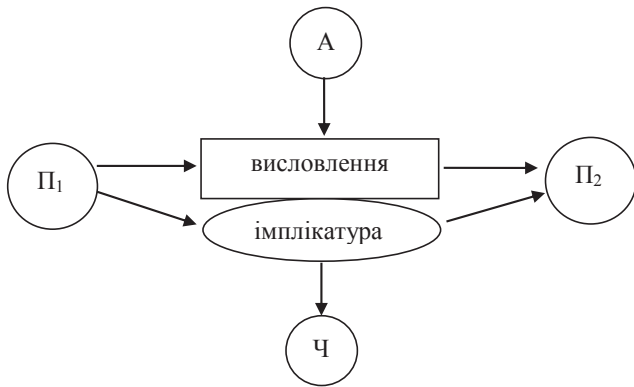 А
висловлення
П₁
П₂
імплікатура
Ч